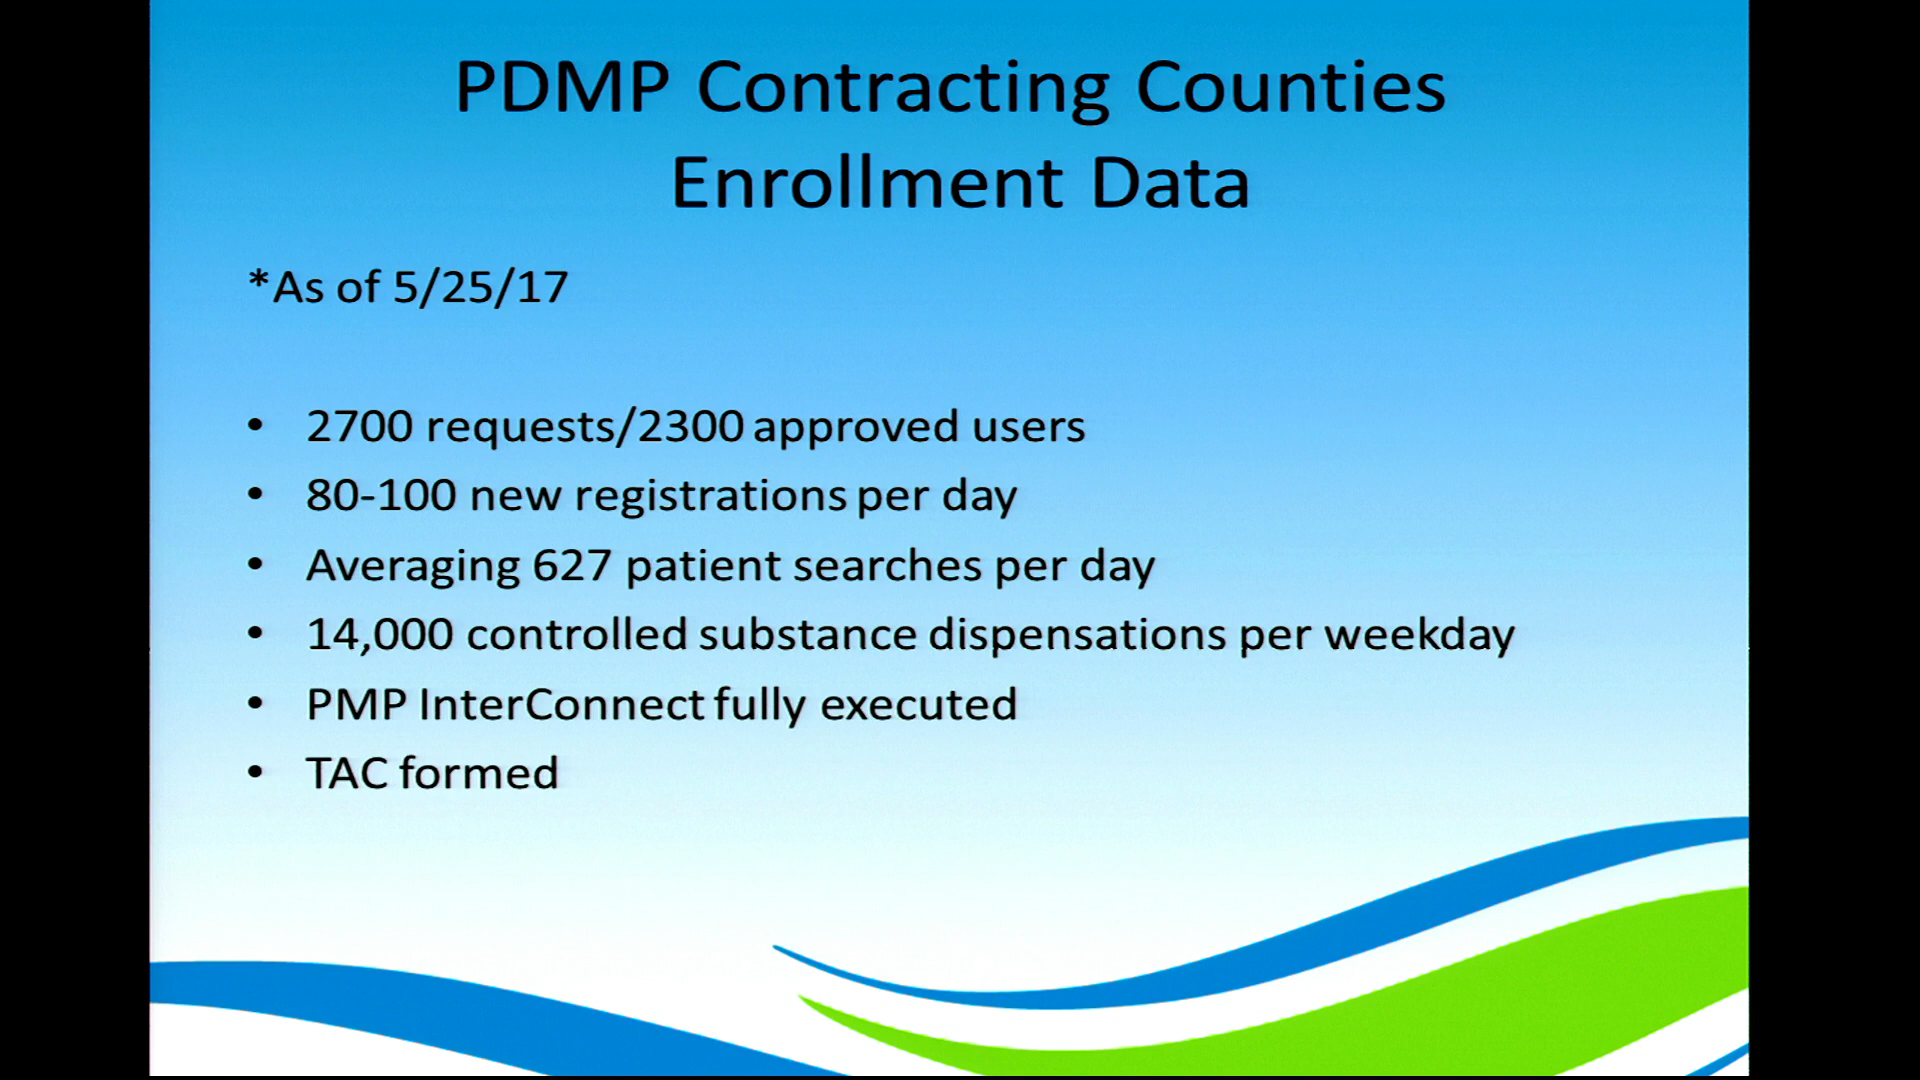 PDMP Contracting Counties
Enrollment Data
*As of 5/25/17
• 2700 requests/2300 approved users
• 80-100 new registrations per day
• Averaging 627 patient searches per day
• 14,000 controlled substance dispensations per weekday
• PMP InterConnect fully executed
• TAC formed